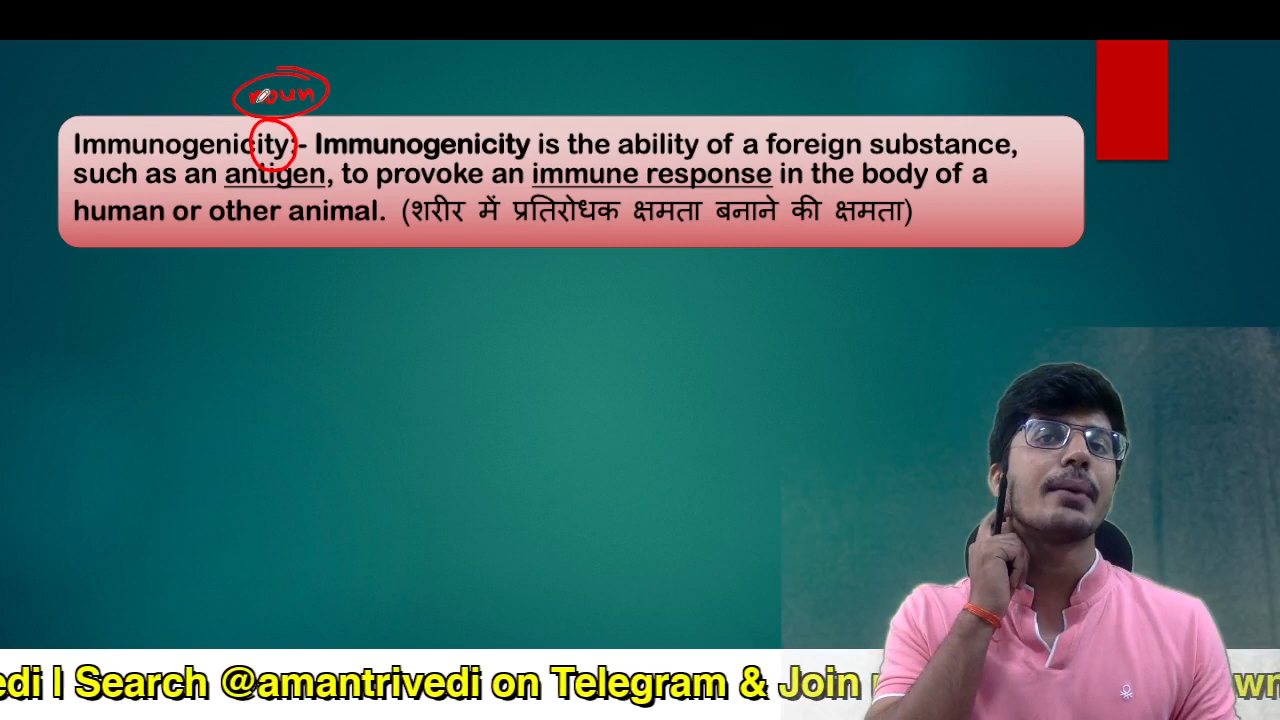 noun
Immunogenicity:- Immunogenicity is the ability of a foreign substance,
such as an antigen, to provoke an immune response in the body of a
human or other animal. (शरीर में प्रतिरोधक क्षमता बनाने की क्षमता)
edi | Search @amantrivedi on Telegram & Join